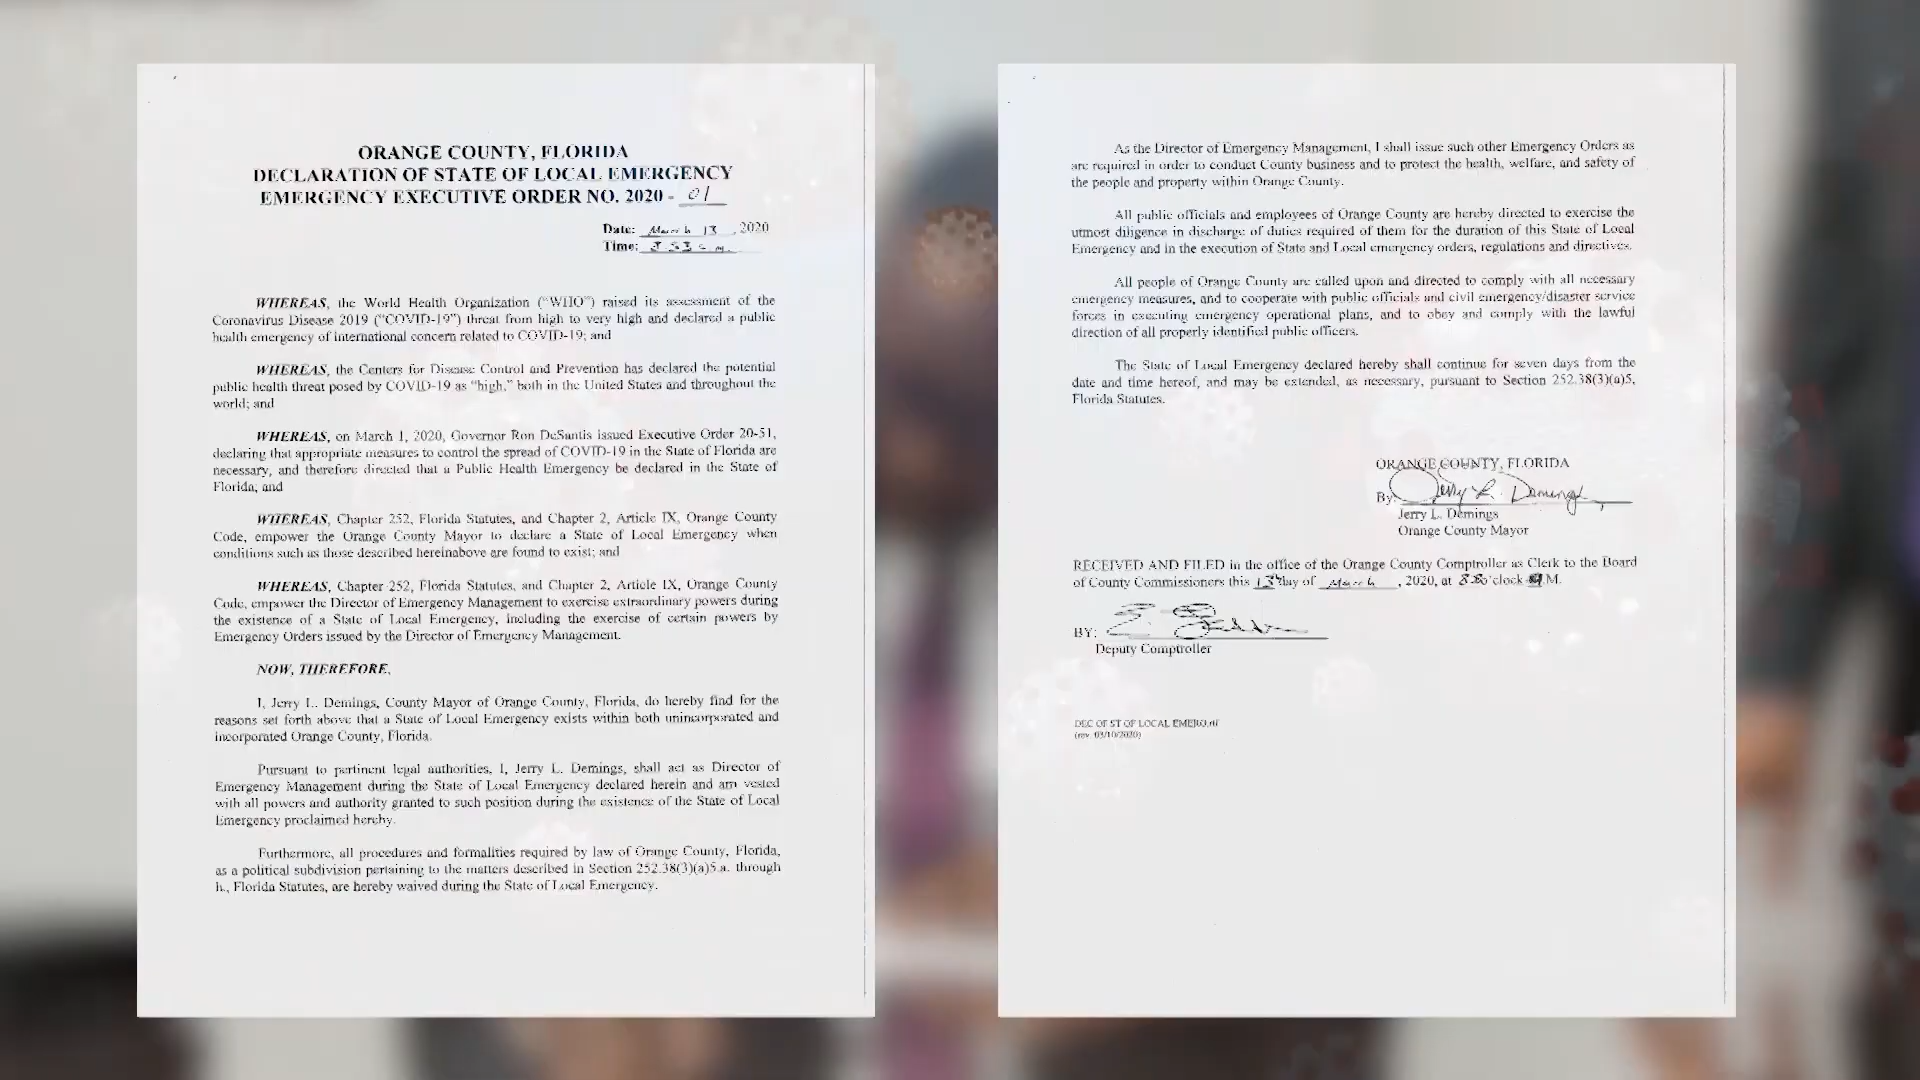 ORANGE COUNTY, FLORIDA
DECLARATION OF STATE OF LOCAL EMERGENCY
EMERGENCY EXECUTIVE ORDER NO. 2020 - 01
Date: March 13, 2020
Time:
WHEREAS, the World Health Organization (“WHO”) raised its assessment of the
Coronavirus Disease 2019 (“COVID-19”) threat from high to very high and declared a public
health emergency of international concern related to COVID-19; and
WHEREAS, the Centers for Disease Control and Prevention has declared the potential
public health threat posed by COVID-19 as “high,” both in the United States and throughout the
world; and
WHEREAS, on March 1, 2020, Governor Ron DeSantis issued Executive Order 20-51,
declaring that appropriate measures to control the spread of COVID-19 in the State of Florida are
necessary, and therefore directed that a Public Health Emergency be declared in the State of
Florida; and
WHEREAS, Chapter 252, Florida Statutes, and Chapter 2, Article IX, Orange County
Code, empower the Orange County Mayor to declare a State of Local Emergency when
conditions such as those described hereinabove are found to exist; and
WHEREAS, Chapter 252, Florida Statutes, and Chapter 2, Article IX, Orange County
Code, empower the Director of Emergency Management to exercise extraordinary powers during
the existence of a State of Local Emergency, including the exercise of certain powers by
Emergency Orders issued by the Director of Emergency Management.
NOW, THEREFORE,
I, Jerry L. Demings, County Mayor of Orange County, Florida, do hereby find for the
reasons set forth above that a State of Local Emergency exists within both unincorporated and
incorporated Orange County, Florida.
Pursuant to pertinent legal authorities, I, Jerry L. Demings, shall act as Director of
Emergency Management during the State of Local Emergency declared herein and am vested
with all powers and authority granted to such position during the existence of the State of Local
Emergency proclaimed hereby.
Furthermore, all procedures and formalities required by law of Orange County, Florida,
as a political subdivision pertaining to the matters described in Section 252.38(3)(a)5.a. through
h., Florida Statutes, are hereby waived during the State of Local Emergency.
As the Director of Emergency Management, I shall issue such other Emergency Orders as
are required in order to conduct County business and to protect the health, welfare, and safety of
the people and property within Orange County.
All public officials and employees of Orange County are hereby directed to exercise the
utmost diligence in discharge of duties required of them for the duration of this State of Local
Emergency and in the execution of State and Local emergency orders, regulations and directives.
All people of Orange County are called upon and directed to comply with all necessary
emergency measures, and to cooperate with public officials and civil emergency/disaster service
forces in executing emergency operational plans, and to obey and comply with the lawful
direction of all properly identified public officers.
The State of Local Emergency declared hereby shall continue for seven days from the
date and time hereof, and may be extended, as necessary, pursuant to Section 252.38(3)(a)5,
Florida Statutes.
ORANGE COUNTY, FLORIDA
By: Jerry L. Demings
Jerry L. Demings
Orange County Mayor
RECEIVED AND FILED in the office of the Orange County Comptroller as Clerk to the Board
of County Commissioners this 13th day of March, 2020, at o'clock M.
BY:
Deputy Comptroller
DEC OF ST OF LOCAL EMERG.rtf
(rev. 03/10/2020)